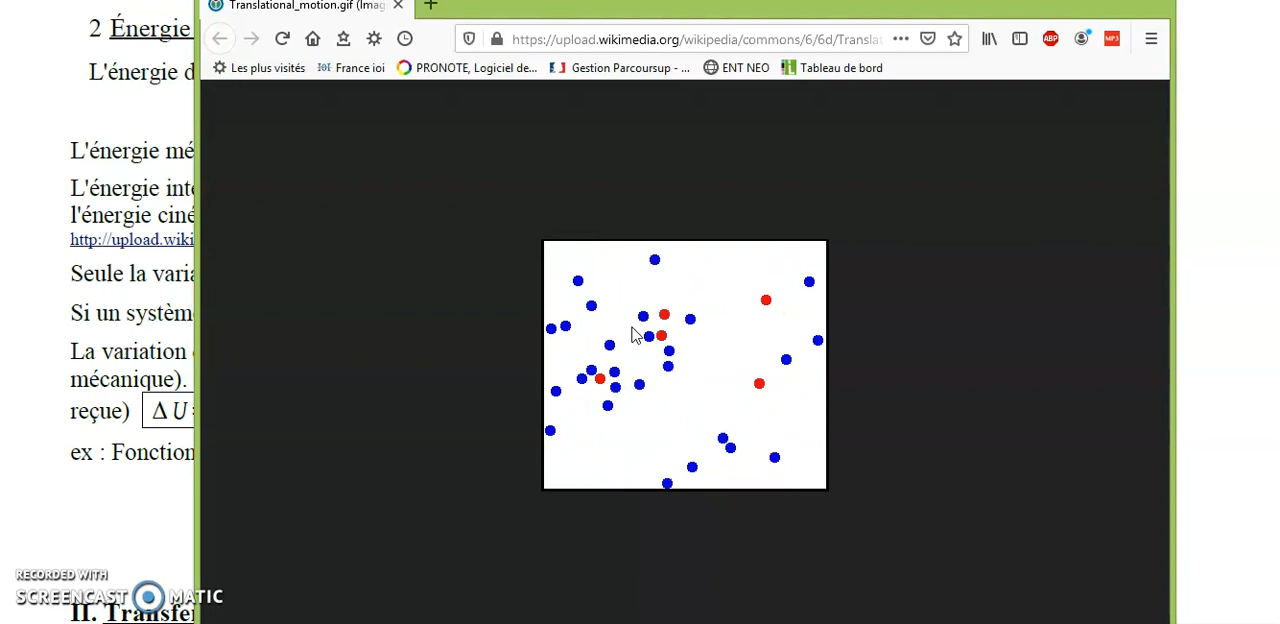 2 Énergie
L'énergie d
L'énergie mé
L'énergie inte
l'énergie ciné
http://upload.wiki
Seule la varia
Si un systèm
La variation
mécanique).
reçue) Δ U
ex : Fonction
II. Transfe
Translational_motion.gif (Imag
https://upload.wikimedia.org/wikipedia/commons/6/6d/Translat
ABP
MP3
Les plus visités France ioi PRONOTE, Logiciel de... Gestion Parcoursup - ... ENT NEO Tableau de bord
RECORDED WITH
SCREENCAST MATIC